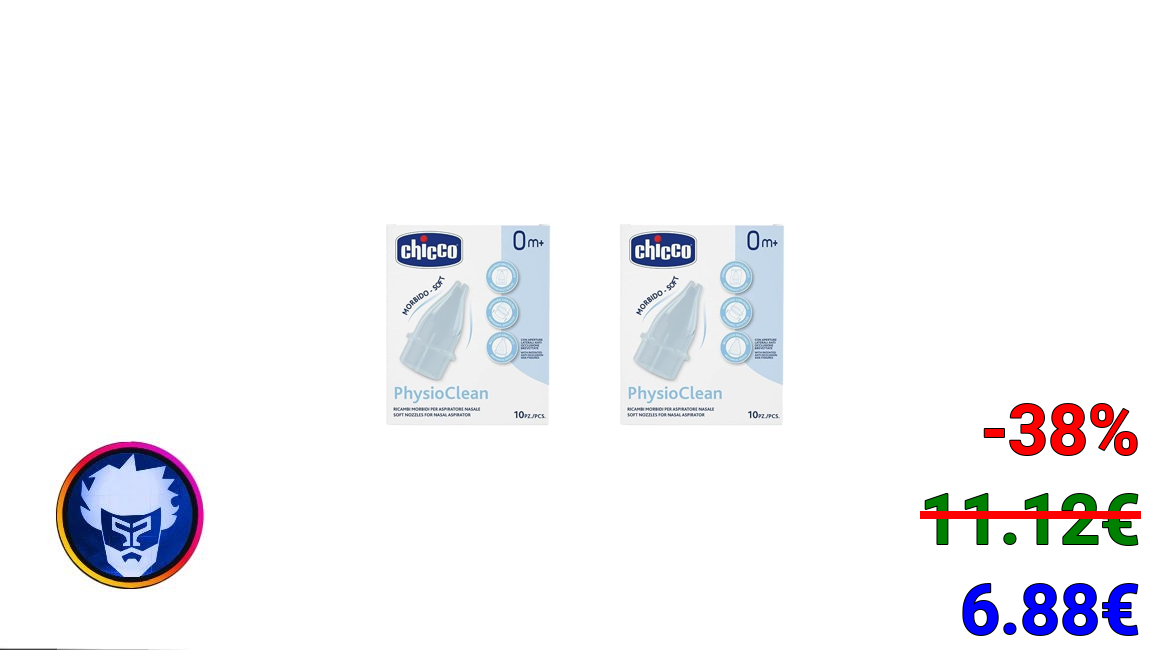 chicco
0m+
MORBIDO - SOFT
PhysioClean
RICAMBI MORBIDI PER ASPIRATORE NASALE
SOFT NOZZLES FOR NASAL ASPIRATOR
10PZ./PCS.
chicco
0m+
MORBIDO - SOFT
PhysioClean
RICAMBI MORBIDI PER ASPIRATORE NASALE
SOFT NOZZLES FOR NASAL ASPIRATOR
10PZ./PCS.
-38%
11.12€
6.88€